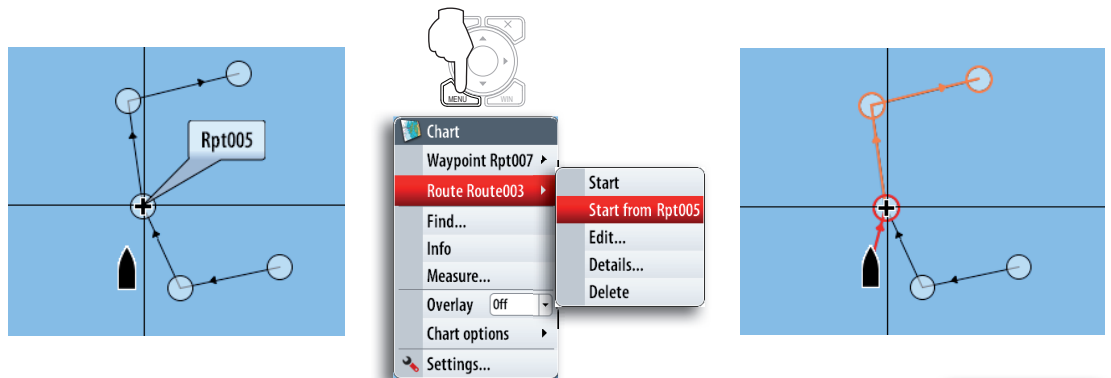 Rpt005
MENU
WIN
Chart
Waypoint Rpt007
Route Route003
Find...
Info
Measure...
Overlay Off
Chart options
Settings...
Start
Start from Rpt005
Edit...
Details...
Delete